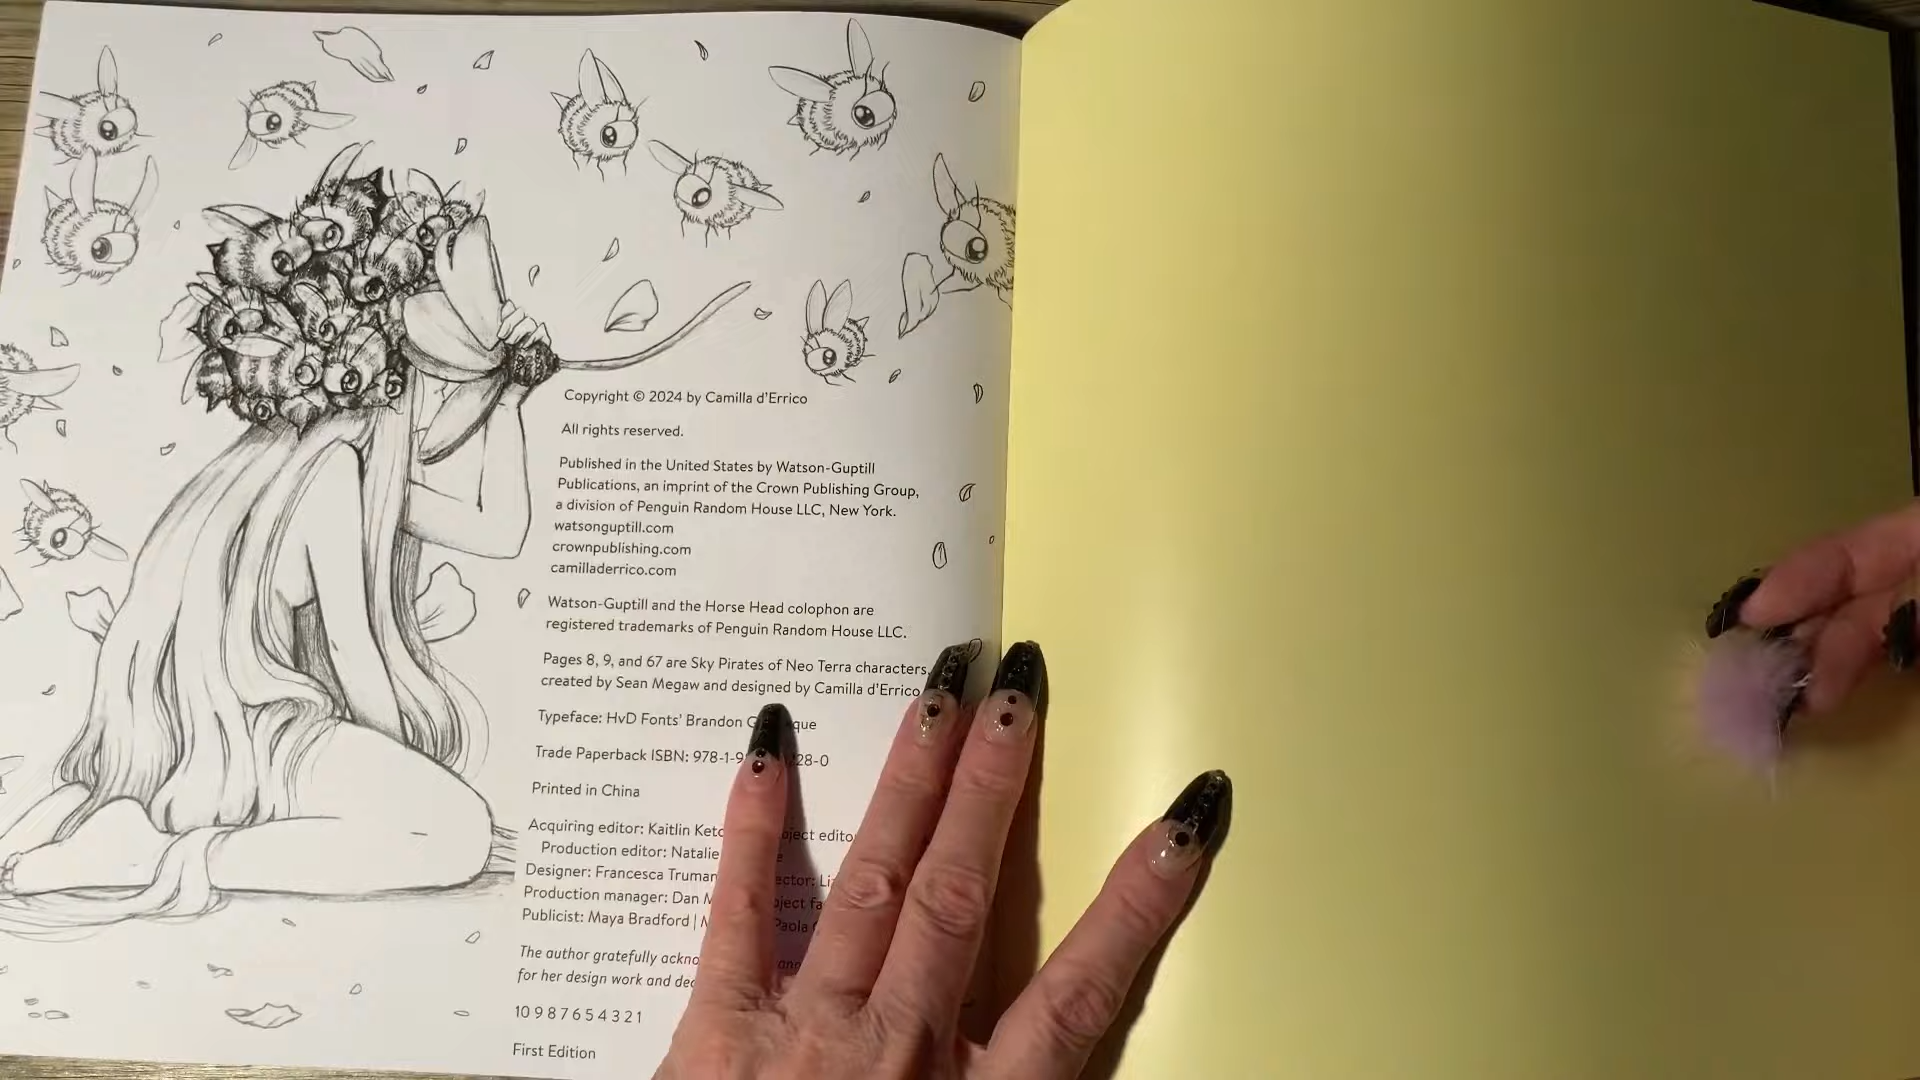 Copyright © 2024 by Camilla d'Errico
All rights reserved.
Published in the United States by Watson-Guptill
Publications, an imprint of the Crown Publishing Group,
a division of Penguin Random House LLC, New York.
watsonguptill.com
crownpublishing.com
camilladerrico.com
Watson-Guptill and the Horse Head colophon are
registered trademarks of Penguin Random House LLC.
Pages 8, 9, and 67 are Sky Pirates of Neo Terra characters,
created by Sean Megaw and designed by Camilla d'Errico
Typeface: HvD Fonts' Brandon
Trade Paperback ISBN:
Printed in China
Acquiring editor: Kaitlin
Production editor: Natalie
Designer: Francesca
Production manager: Dan
Publicist: Maya Bradford | Paola
The author gratefully
for her design work and
10 9 8 7 6 5 4 3 2 1
First Edition